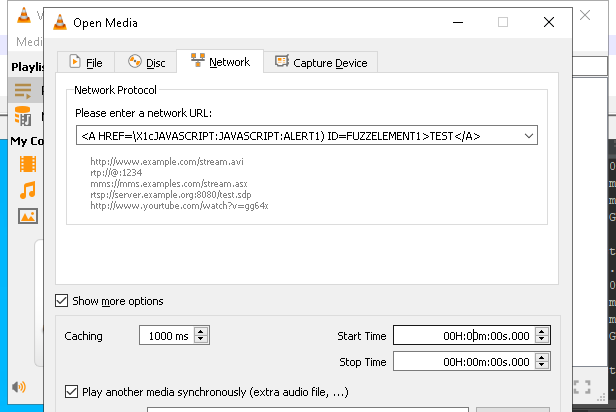 Open Media
Medi
Playlis
My Co
File
Disc
Network
Capture Device
Network Protocol
Please enter a network URL:
<A HREF=\X1cJAVASCRIPT:JAVASCRIPT:ALERT1) ID=FUZZELEMENT1>TEST</A>
http://www.example.com/stream.avi
rtp://@:1234
mms://mms.examples.com/stream.asx
rtsp://server.example.org:8080/test.sdp
http://www.yourtube.com/watch?v=gg64x
Show more options
Caching
1000 ms
Start Time
00H:00m:00s.000
Stop Time
00H:00m:00s.000
Play another media synchronously (extra audio file, ...)